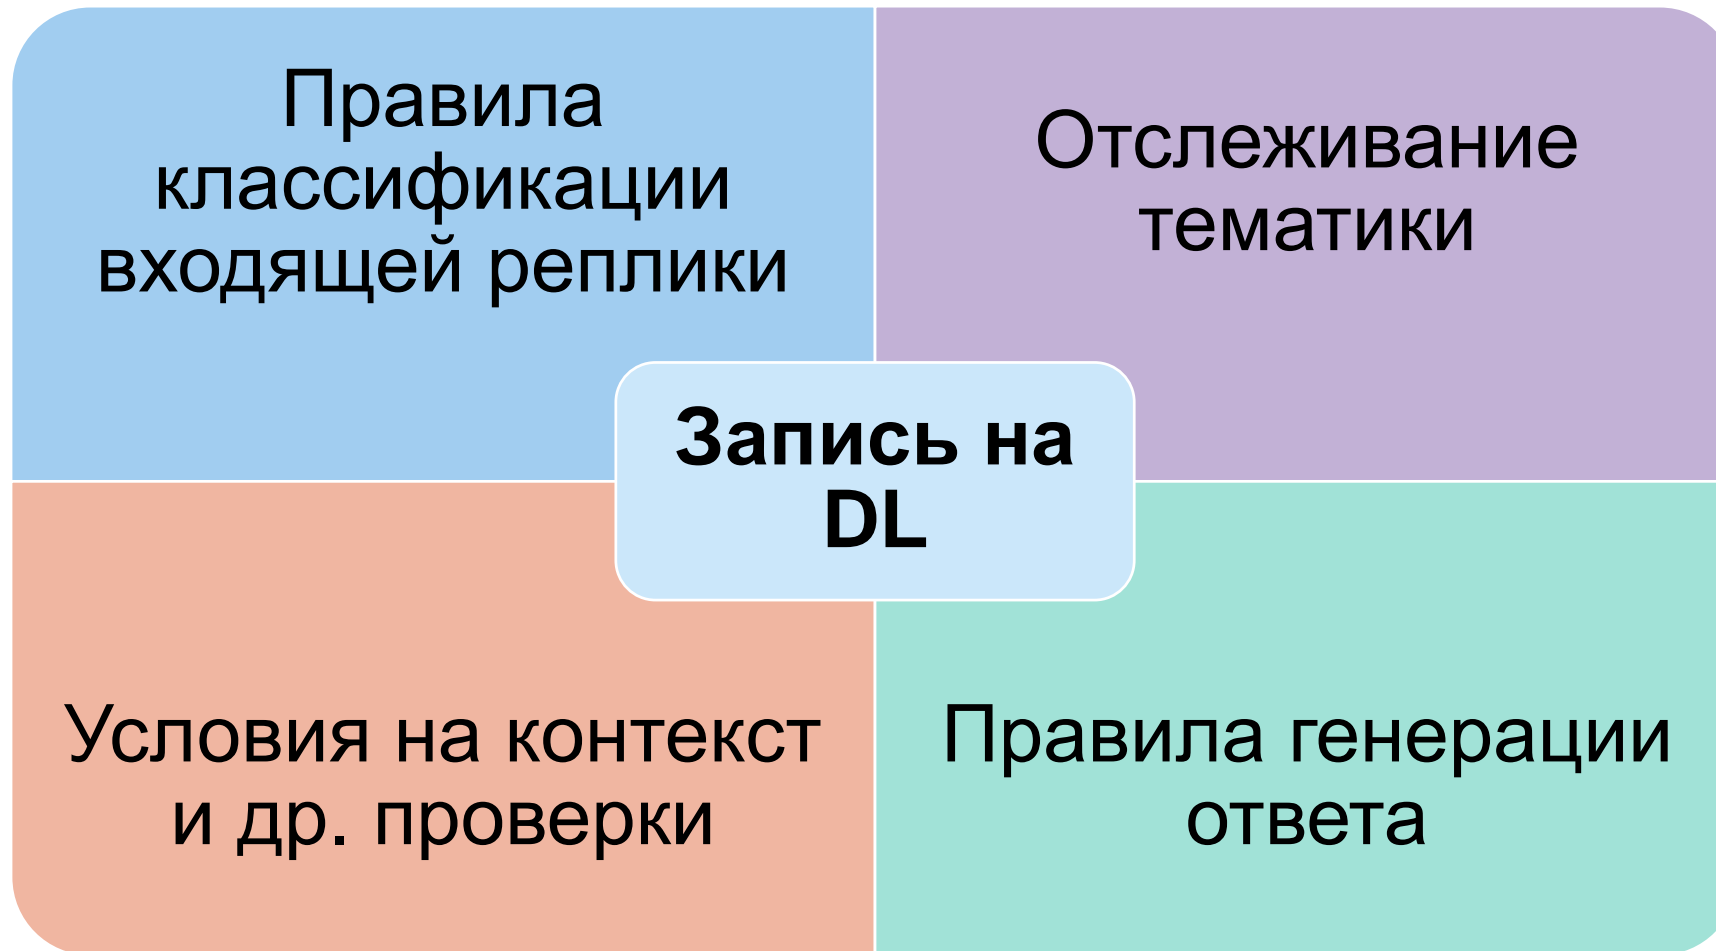 Правила
классификации
входящей реплики
Отслеживание
тематики
Запись на
DL
Условия на контекст
и др. проверки
Правила генерации
ответа